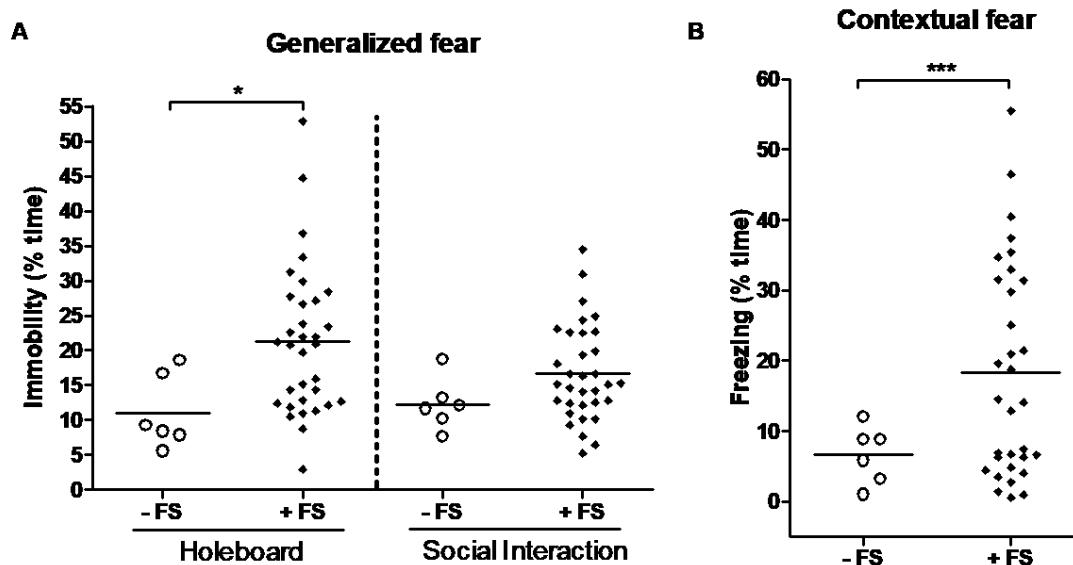 A
Generalized fear
*
Immobility (% time)
55
50
45
40
35
30
25
20
15
10
5
0
- FS
+ FS
- FS
+ FS
Holeboard
Social Interaction
B
Contextual fear
***
Freezing (% time)
60
50
40
30
20
10
0
- FS
+ FS